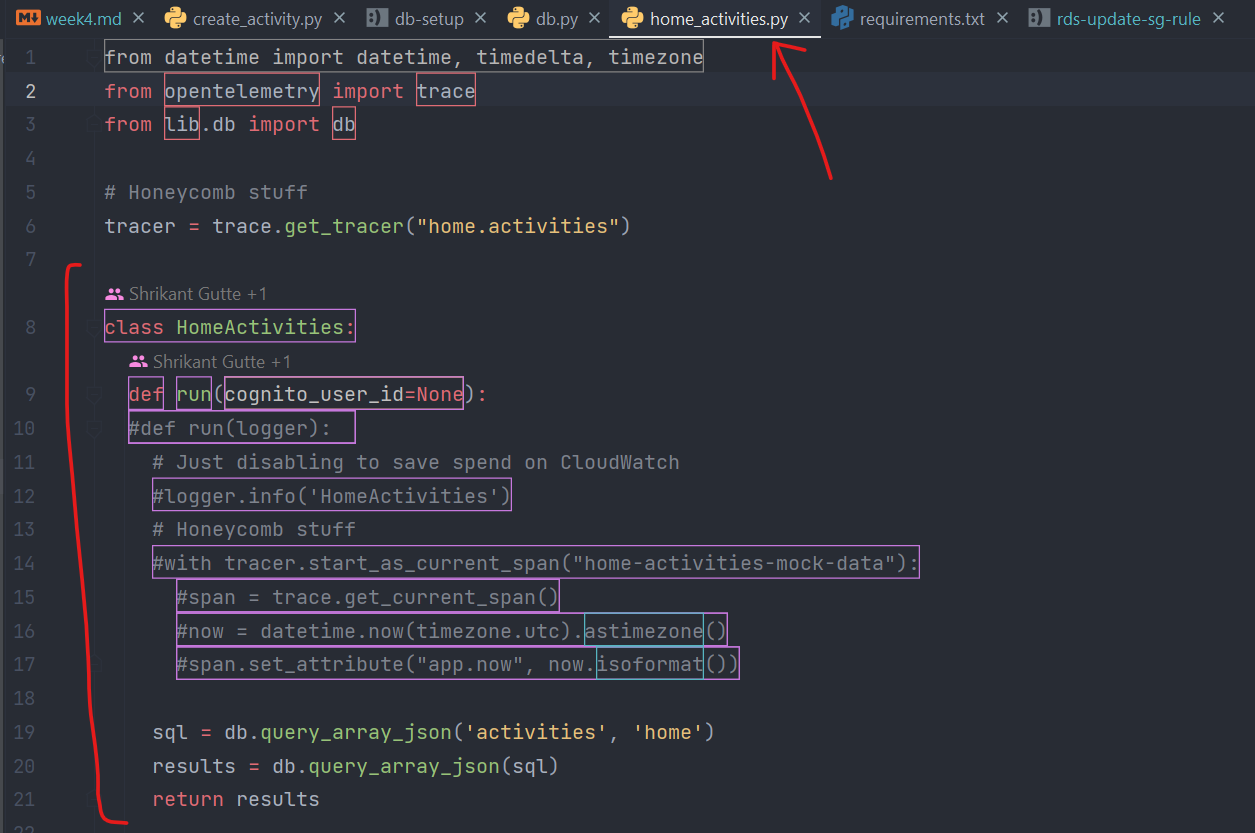 week4.md × create_activity.py × db-setup × db.py × home_activities.py × requirements.txt × rds-update-sg-rule ×
1 from datetime import datetime, timedelta, timezone
2 from opentelemetry import trace
3 from lib.db import db
4
5 # Honeycomb stuff
6 tracer = trace.get_tracer("home.activities")
7
Shrikant Gutte +1
8 class HomeActivities:
Shrikant Gutte +1
9 def run(cognito_user_id=None):
10 #def run(logger):
11 # Just disabling to save spend on CloudWatch
12 #logger.info('HomeActivities')
13 # Honeycomb stuff
14 #with tracer.start_as_current_span("home-activities-mock-data"):
15 #span = trace.get_current_span()
16 #now = datetime.now(timezone.utc).astimezone()
17 #span.set_attribute("app.now", now.isoformat())
18
19 sql = db.query_array_json('activities', 'home')
20 results = db.query_array_json(sql)
21 return results